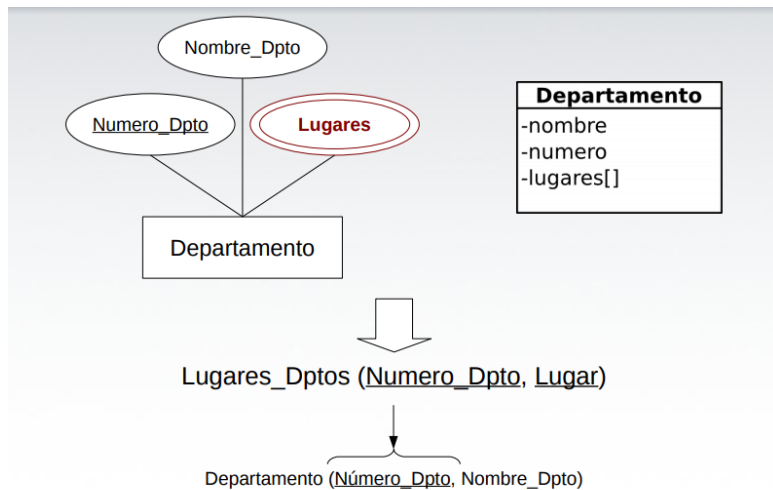 Nombre_Dpto
Numero_Dpto
Lugares
Departamento
Departamento
-nombre
-numero
-lugares[]
Lugares_Dptos (Numero_Dpto, Lugar)
Departamento (Número_Dpto, Nombre_Dpto)